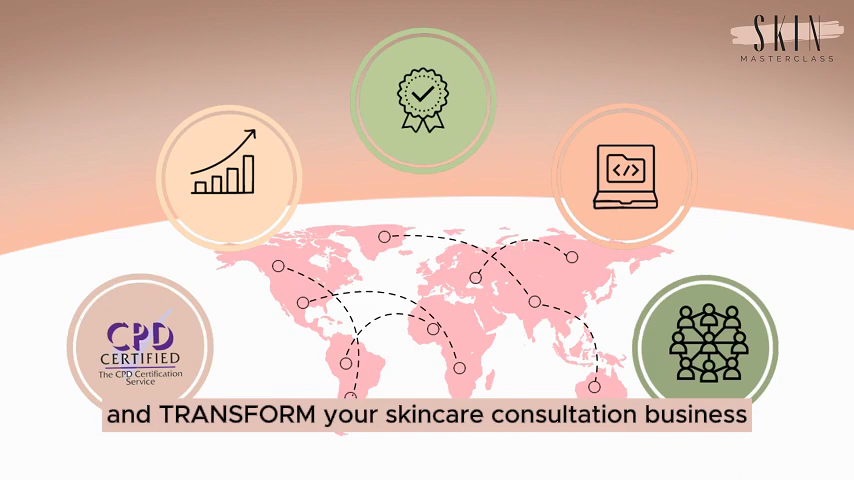 SKIN
MASTERCLASS
CPD
CERTIFIED
The CPD Certification
Service
and TRANSFORM your skincare consultation business